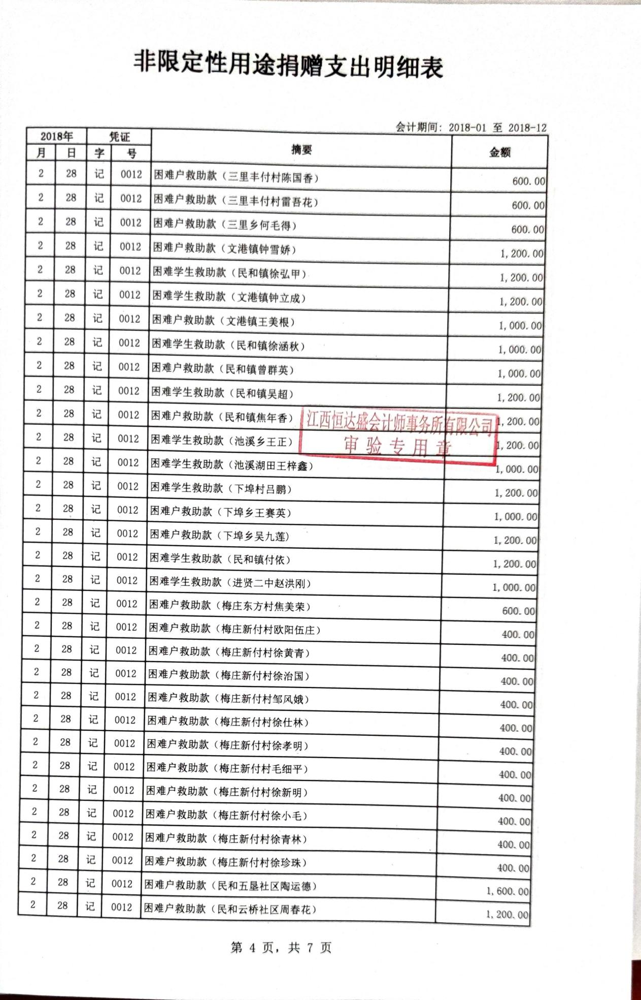 非限定性用途捐赠支出明细表
会计期间: 2018-01 至 2018-12
2018年 凭证 摘要 金额
月 日 字 号
2 28 记 0012 困难户救助款（三里丰付村陈国香） 600.00
2 28 记 0012 困难户救助款（三里丰付村雷吾花） 600.00
2 28 记 0012 困难户救助款（三里乡何毛得） 600.00
2 28 记 0012 困难户救助款（文港镇钟雪娇） 1,200.00
2 28 记 0012 困难学生救助款（民和镇徐弘甲） 1,200.00
2 28 记 0012 困难学生救助款（文港镇钟立成） 1,200.00
2 28 记 0012 困难户救助款（文港镇王美根） 1,000.00
2 28 记 0012 困难学生救助款（民和镇徐涵秋） 1,000.00
2 28 记 0012 困难户救助款（民和镇曾群英） 1,000.00
2 28 记 0012 困难学生救助款（民和镇吴超） 1,200.00
2 28 记 0012 困难户救助款（民和镇焦年香） 1,200.00
江西恒达盛会计师事务所有限公司
审验专用章
2 28 记 0012 困难学生救助款（池溪乡王正） 1,200.00
2 28 记 0012 困难学生救助款（池溪湖田王梓鑫） 1,000.00
2 28 记 0012 困难学生救助款（下埠村吕鹏） 1,200.00
2 28 记 0012 困难户救助款（下埠乡王赛英） 1,000.00
2 28 记 0012 困难户救助款（下埠乡吴九莲) 1,200.00
2 28 记 0012 困难学生救助款（民和镇付依） 1,200.00
2 28 记 0012 困难学生救助款（进贤二中赵洪刚） 1,000.00
2 28 记 0012 困难户救助款（梅庄东方村焦美荣） 600.00
2 28 记 0012 困难户救助款（梅庄新付村欧阳伍庄） 400.00
2 28 记 0012 困难户救助款（梅庄新付村徐黄青） 400.00
2 28 记 0012 困难户救助款（梅庄新付村徐治国） 400.00
2 28 记 0012 困难户救助款（梅庄新付村邹风娥） 400.00
2 28 记 0012 困难户救助款（梅庄新付村徐仕林） 400.00
2 28 记 0012 困难户救助款（梅庄新付村徐孝明） 400.00
2 28 记 0012 困难户救助款（梅庄新付村毛细平） 400.00
2 28 记 0012 困难户救助款（梅庄新付村徐新明） 400.00
2 28 记 0012 困难户救助款（梅庄新付村徐小毛） 400.00
2 28 记 0012 困难户救助款（梅庄新付村徐青林） 400.00
2 28 记 0012 困难户救助款（梅庄新付村徐珍珠） 400.00
2 28 记 0012 困难户救助款（民和五垦社区陶运德） 1,600.00
2 28 记 0012 困难户救助款（民和云桥社区周春花） 1,200.00
第 4 页，共 7 页